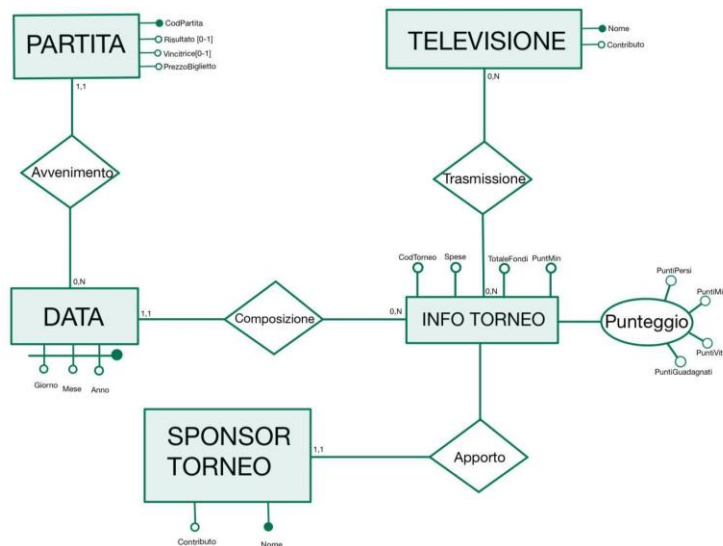 PARTITA
CodPartita
Risultato [0-1]
Vincitrice[0-1]
PrezzoBiglietto
1,1
TELEVISIONE
Nome
Contributo
0,N
Avvenimento
Trasmissione
0,N
CodTorneo
Spese
TotaleFondi
PuntMin
0,N
DATA
1,1
Composizione
0,N
INFO TORNEO
Punteggio
PuntiPersi
PuntiMi
PuntiVit
PuntiGuadagnati
Giorno
Mese
Anno
SPONSOR
TORNEO
1,1
Apporto
Contributo
Nome